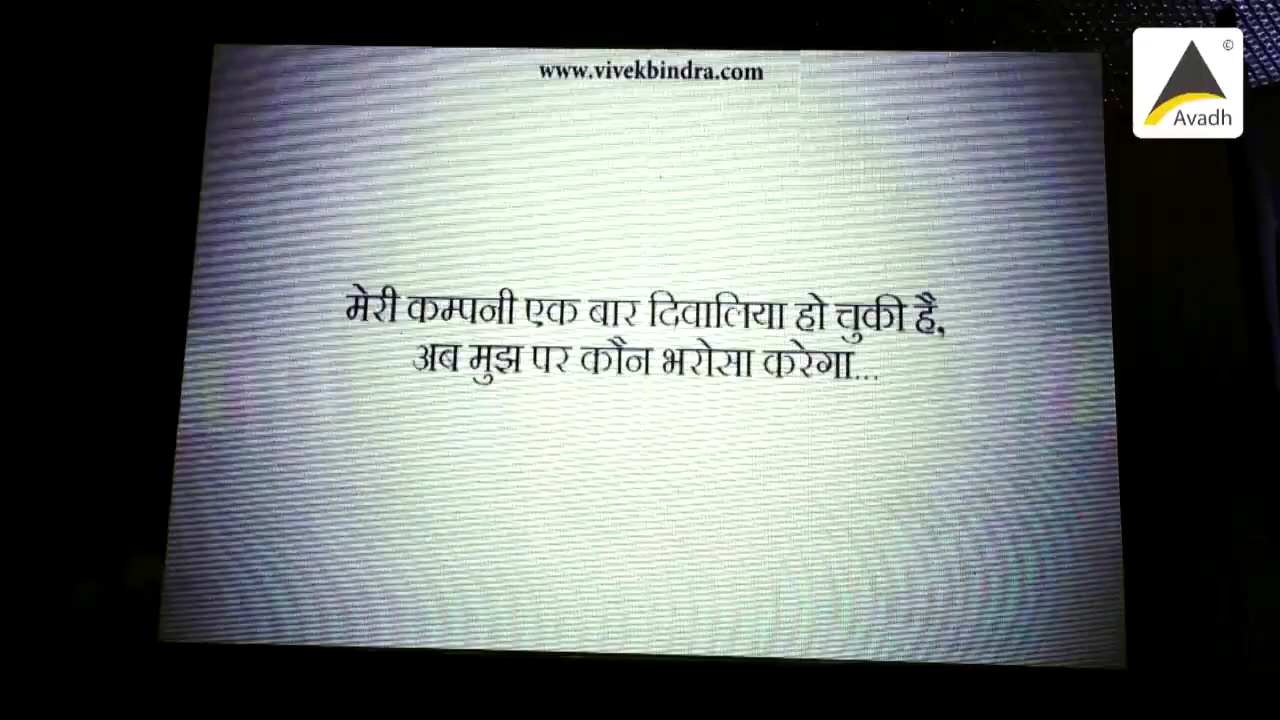 www.vivekbindra.com
© Avadh
मेरी कम्पनी एक बार दिवालिया हो चुकी है,
अब मुझ पर कौन भरोसा करेगा...